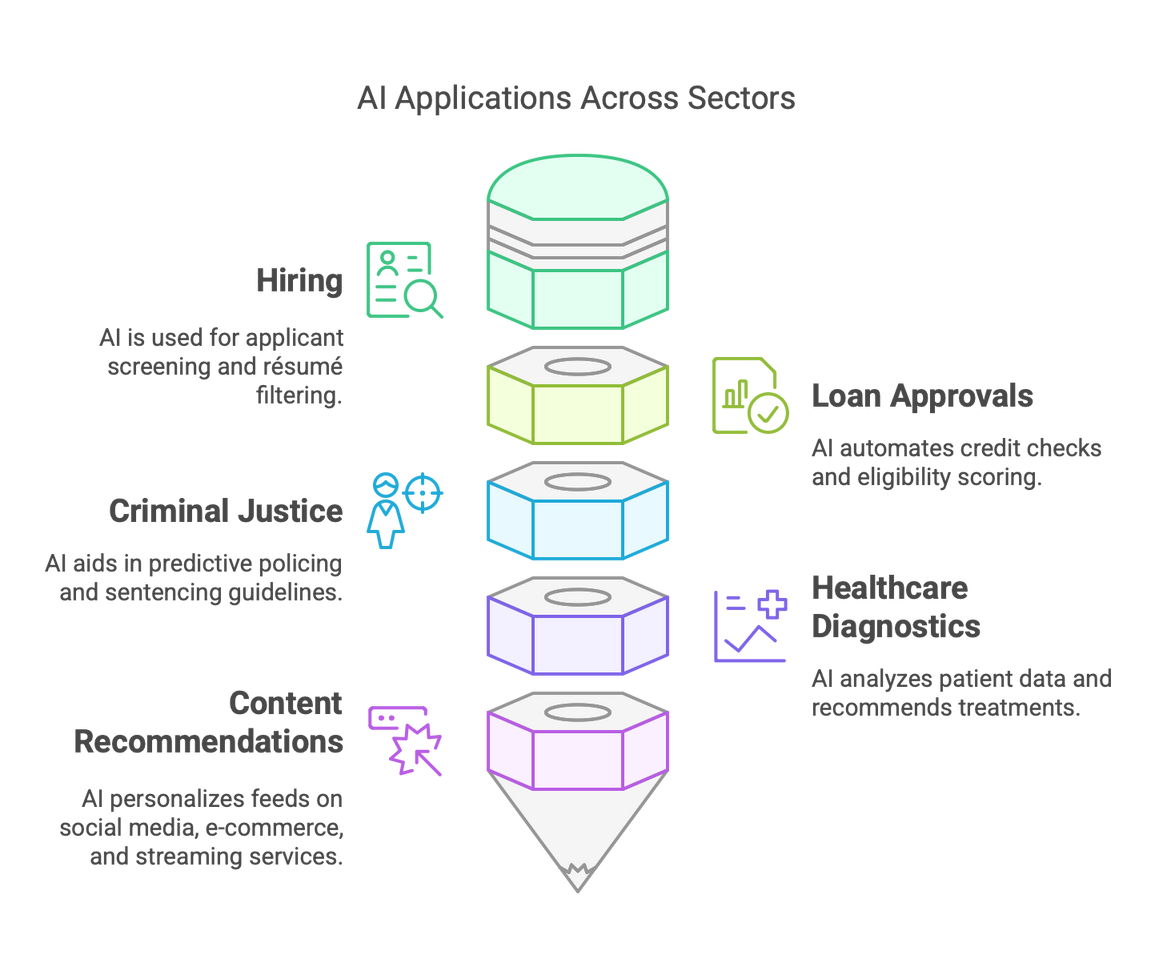 AI Applications Across Sectors
Hiring
AI is used for applicant
screening and résumé
filtering.
Loan Approvals
AI automates credit checks
and eligibility scoring.
Criminal Justice
AI aids in predictive policing
and sentencing guidelines.
Healthcare
Diagnostics
AI analyzes patient data and
recommends treatments.
Content
Recommendations
AI personalizes feeds on
social media, e-commerce,
and streaming services.